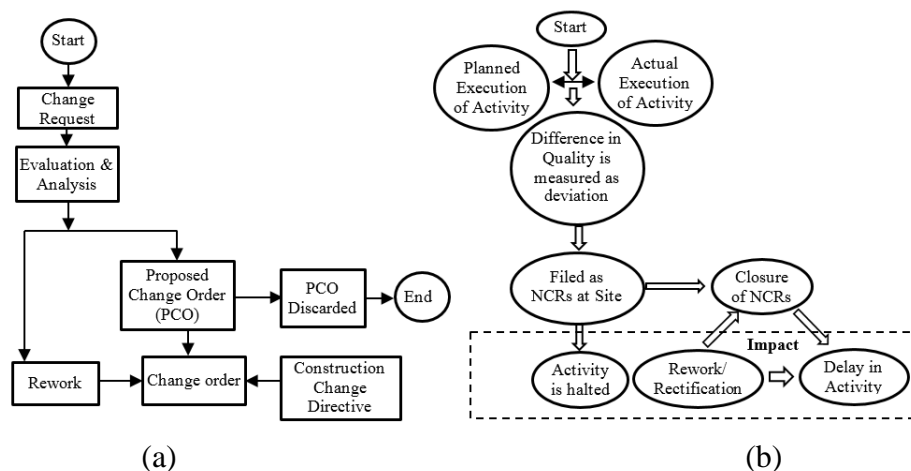 Start
Change
Request
Evaluation &
Analysis
Proposed
Change Order
(PCO)
PCO
Discarded
End
Rework
Change order
Construction
Change
Directive
(a)
Start
Planned
Execution
of Activity
Actual
Execution
of Activity
Difference in
Quality is
measured as
deviation
Filed as
NCRs at Site
Closure
of NCRs
Impact
Activity
is halted
Rework/
Rectification
Delay in
Activity
(b)